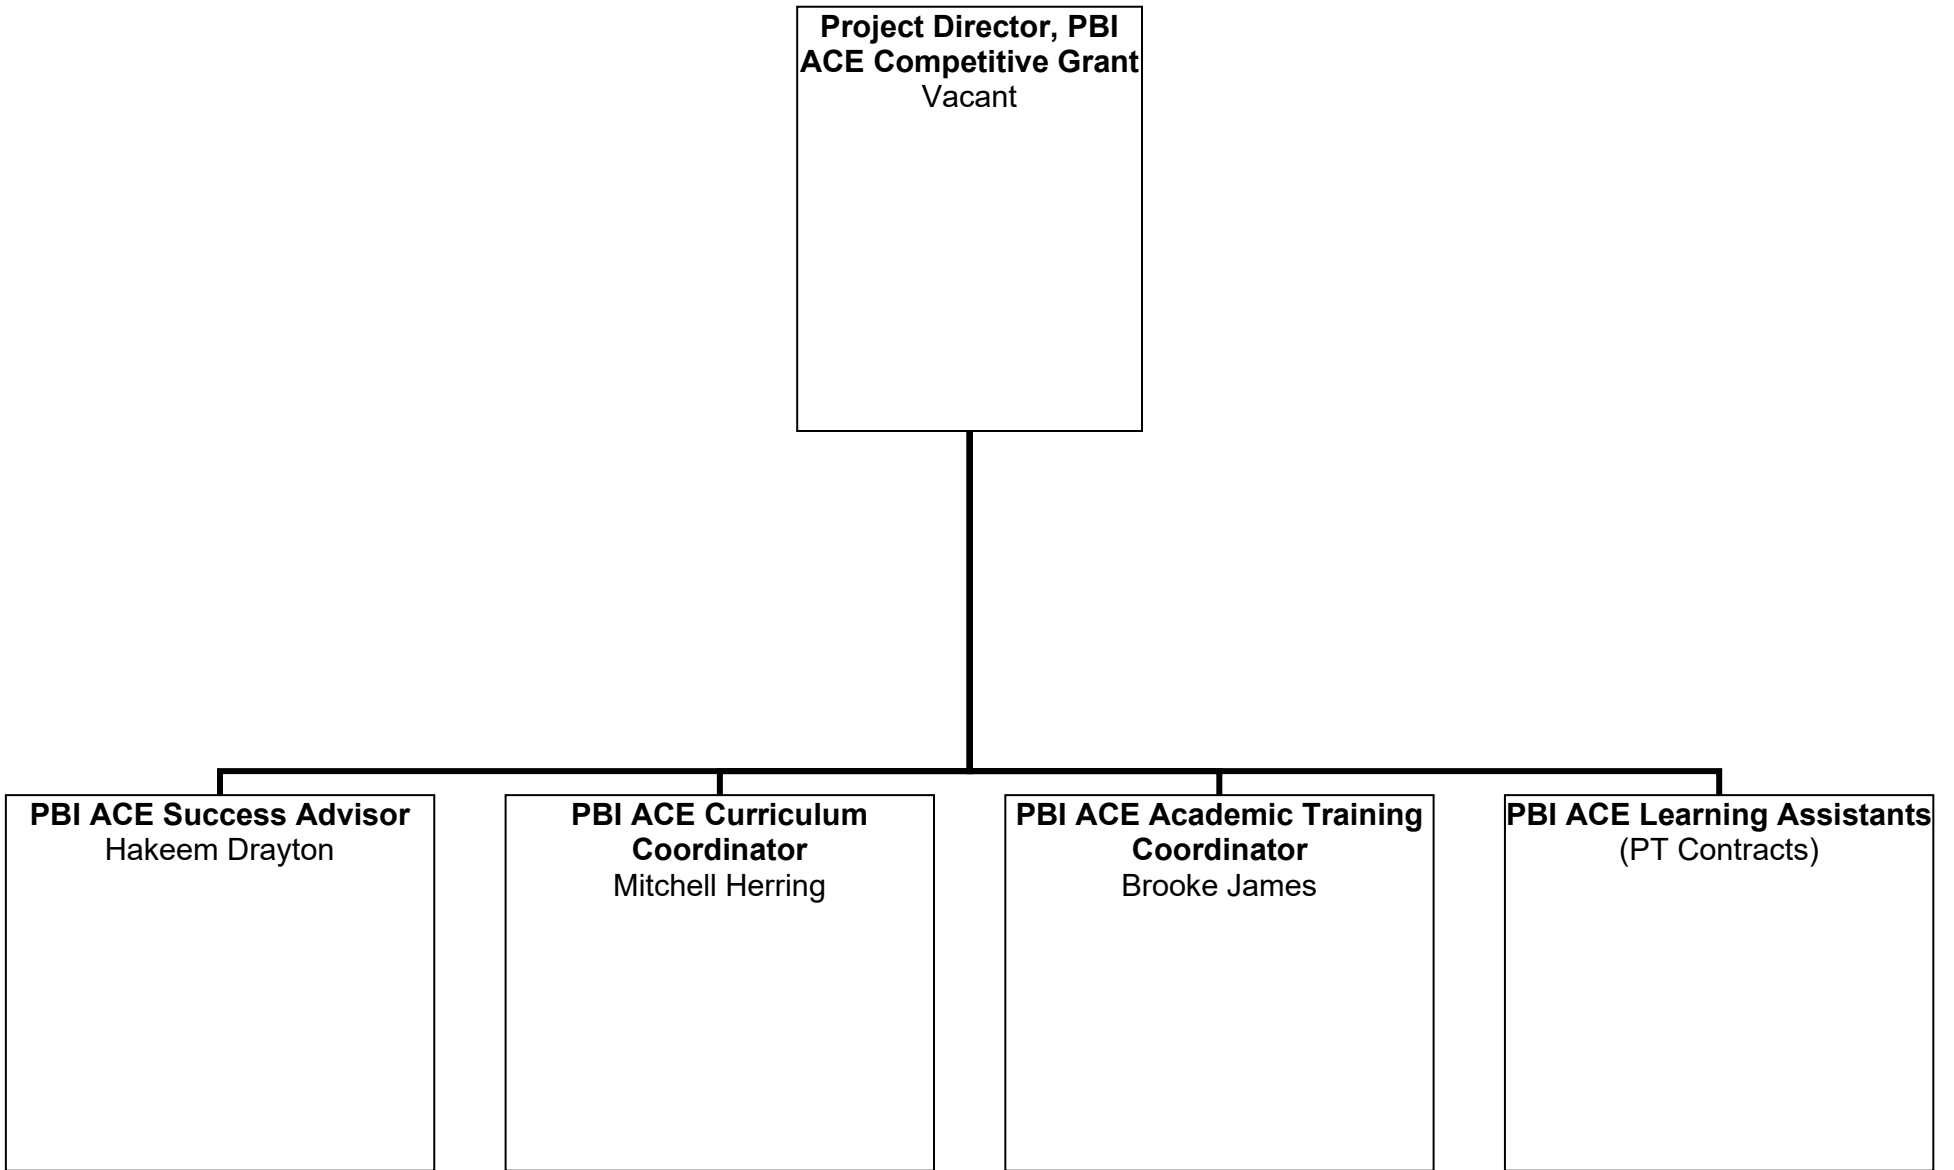 Project Director, PBI
ACE Competitive Grant
Vacant
PBI ACE Success Advisor
Hakeem Drayton
PBI ACE Curriculum
Coordinator
Mitchell Herring
PBI ACE Academic Training
Coordinator
Brooke James
PBI ACE Learning Assistants
(PT Contracts)